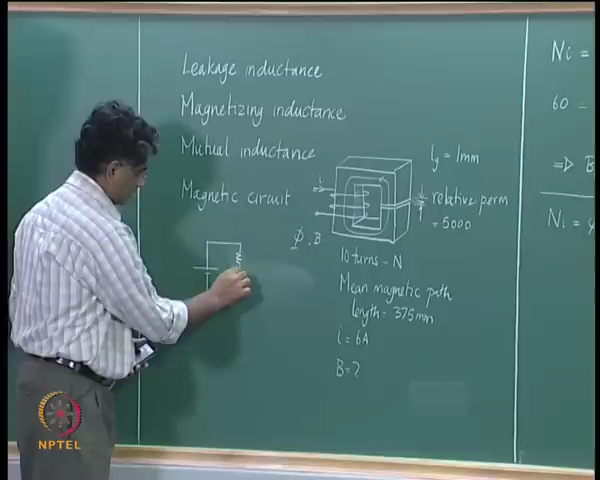 Leakage inductance
Magnetizing inductance
Mutual inductance
Magnetic circuit
i
lg = 1mm
relative perm
= 5000
Φ, B
10 turns - N
Mean magnetic path
length = 375mm
i = 6A
B = ?
Ni =
60 =
⇒ B
Ni =
NPTEL